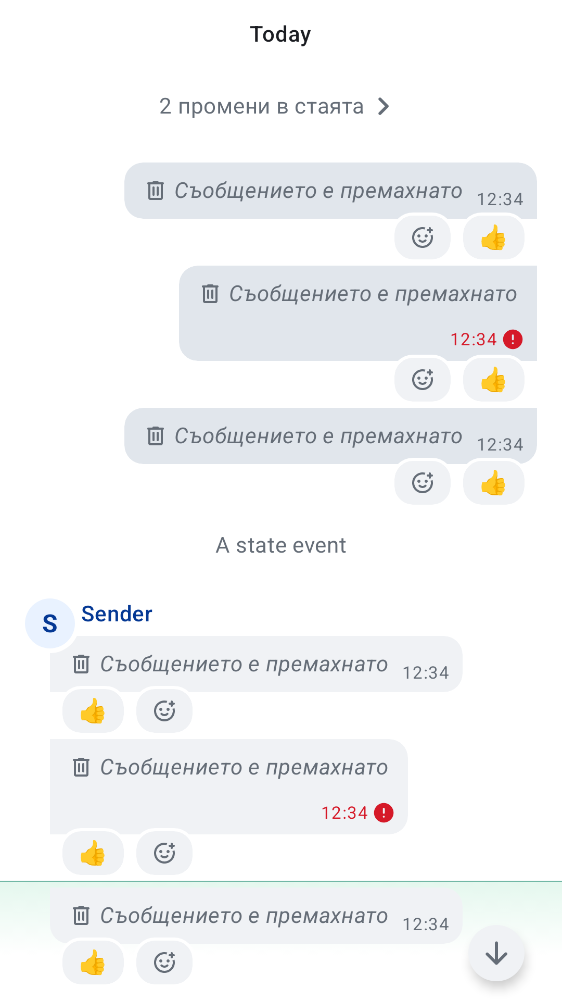 Today
2 промени в стаята
Съобщението е премахнато 12:34
Съобщението е премахнато
12:34
Съобщението е премахнато 12:34
A state event
S Sender
Съобщението е премахнато 12:34
Съобщението е премахнато
12:34
Съобщението е премахнато 12:34